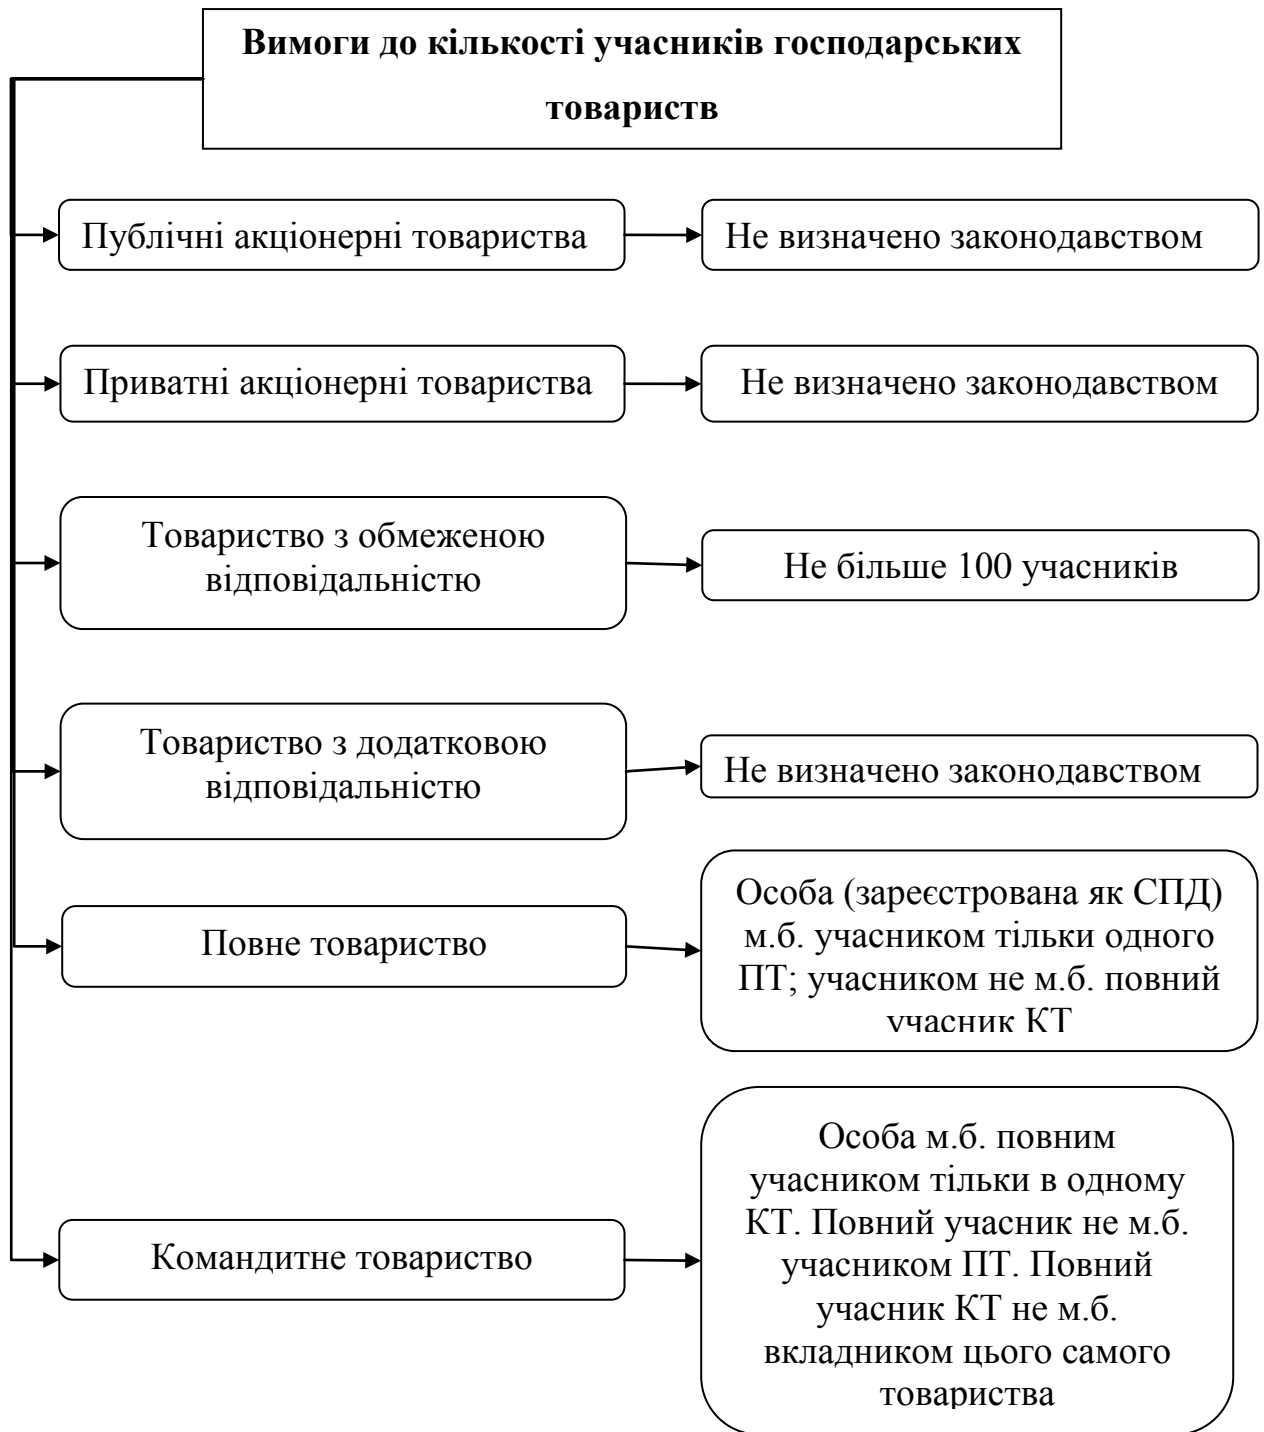 Вимоги до кількості учасників господарських
товариств
Публічні акціонерні товариства
Не визначено законодавством
Приватні акціонерні товариства
Не визначено законодавством
Товариство з обмеженою
відповідальністю
Не більше 100 учасників
Товариство з додатковою
відповідальністю
Не визначено законодавством
Повне товариство
Особа (зареєстрована як СПД)
м.б. учасником тільки одного
ПТ; учасником не м.б. повний
учасник КТ
Командитне товариство
Особа м.б. повним
учасником тільки в одному
КТ. Повний учасник не м.б.
учасником ПТ. Повний
учасник КТ не м.б.
вкладником цього самого
товариства